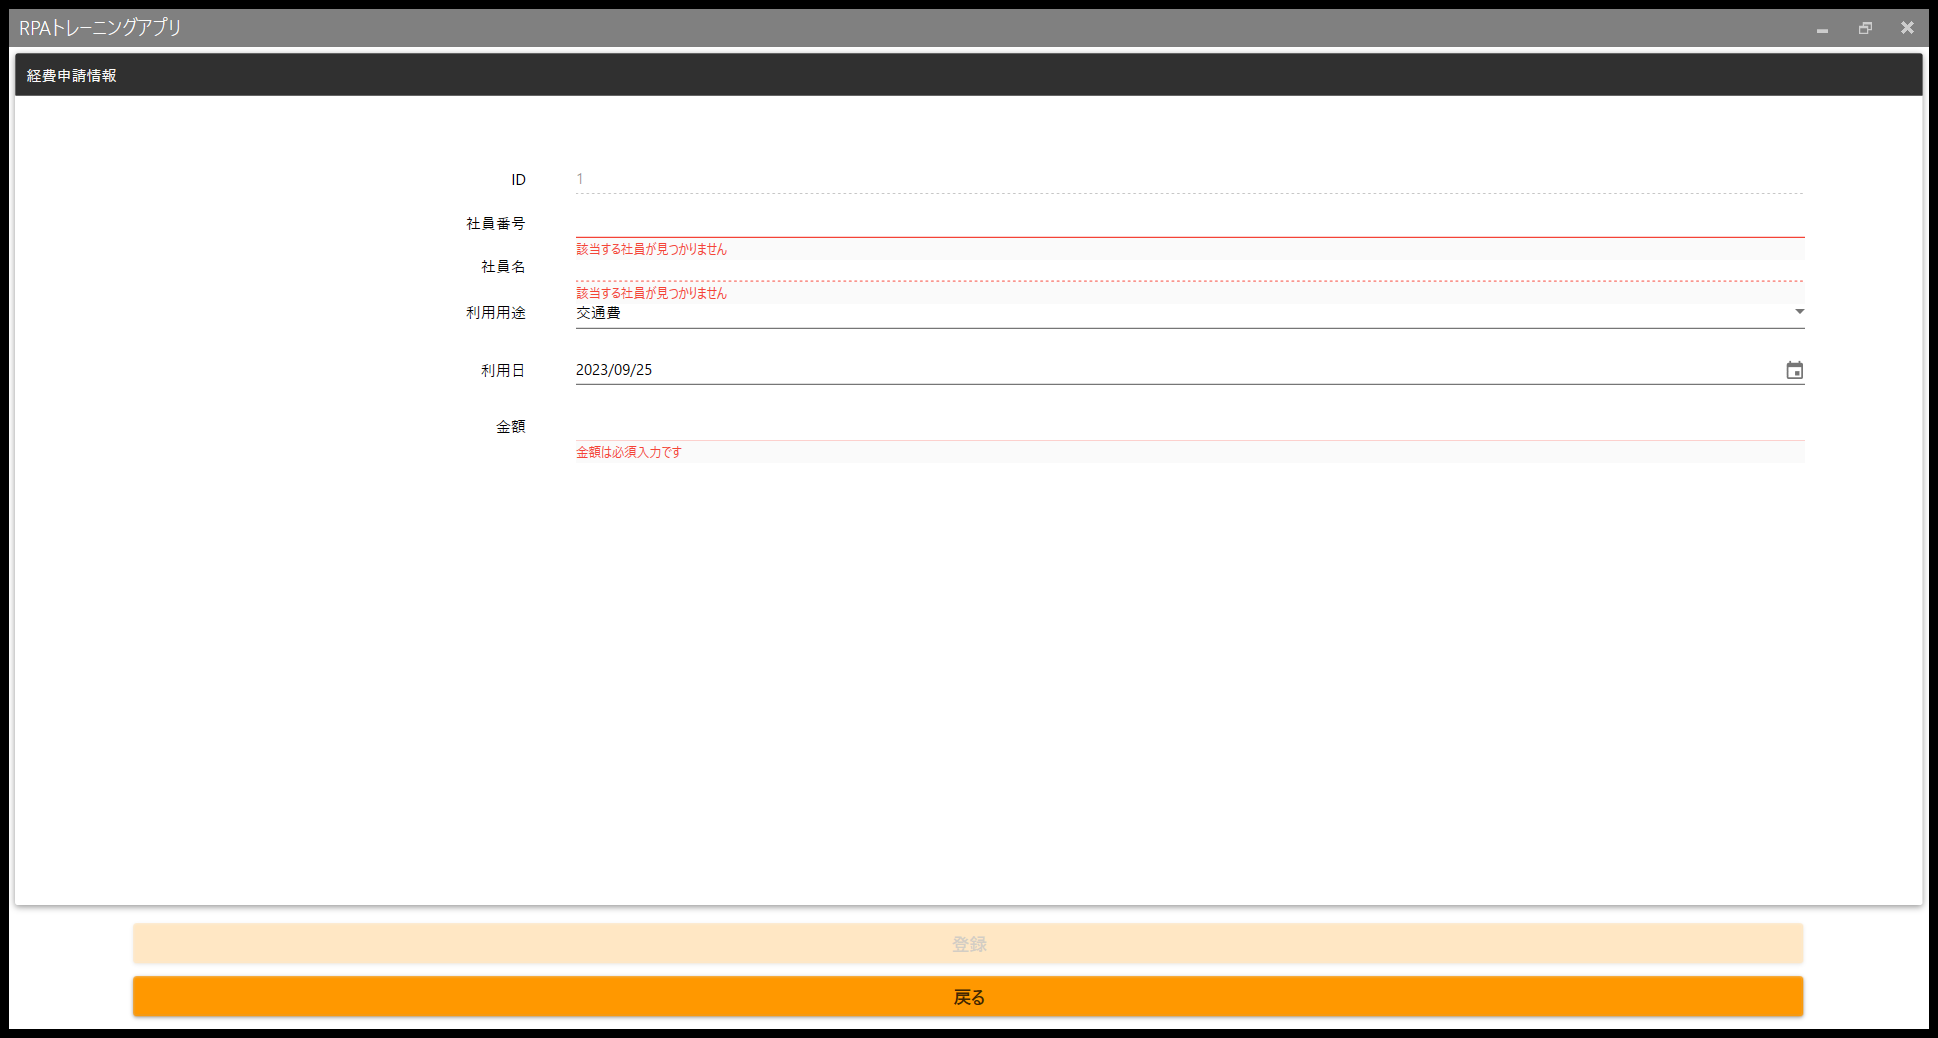 RPAトレーニングアプリ
経費申請情報
ID 1
社員番号
該当する社員が見つかりません
社員名
該当する社員が見つかりません
利用用途 交通費
利用日 2023/09/25
金額
金額は必須入力です
登録
戻る